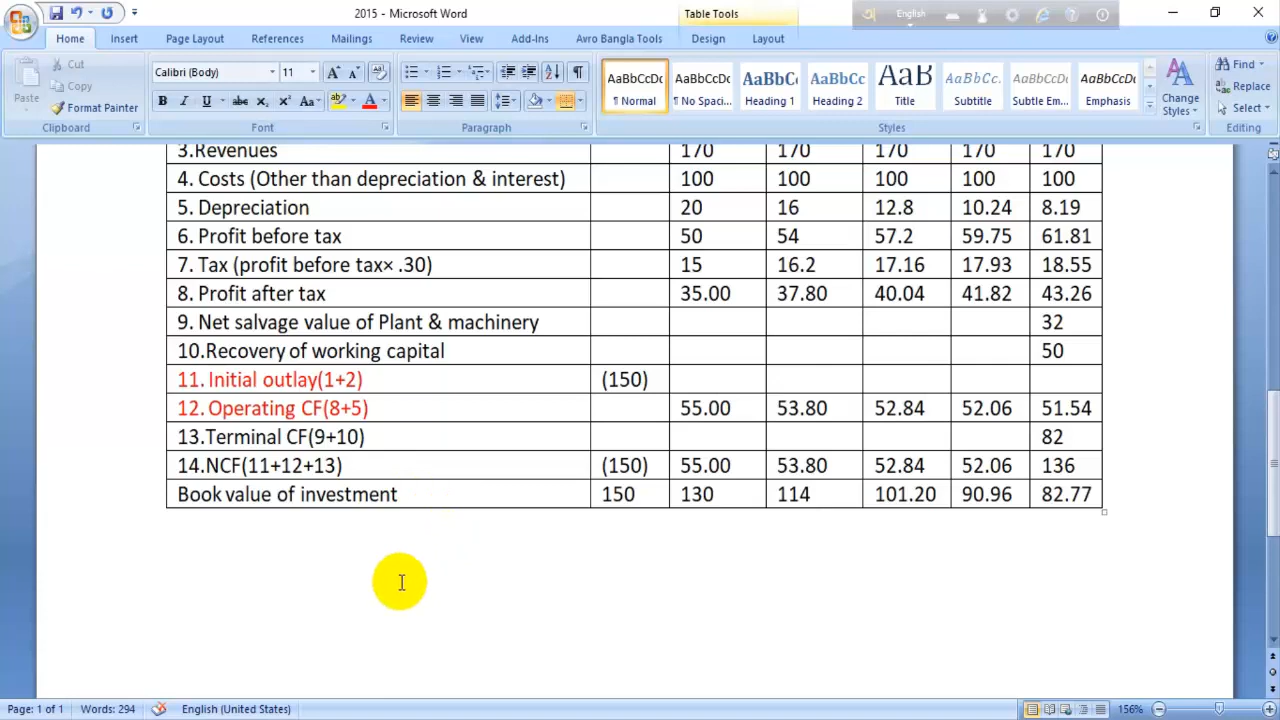 2015 - Microsoft Word
Table Tools
English
Home Insert Page Layout References Mailings Review View Add-Ins Avro Bangla Tools Design Layout
Paste
Cut
Copy
Format Painter
Clipboard
Calibri (Body) 11
B I U abc x₂ x² Aa
Font
Paragraph
AaBbCcDc AaBbCcDc AaBbCc AaBbCc AaB AaBbCc. AaBbCcDc AaBbCcDc
¶ Normal ¶ No Spaci... Heading 1 Heading 2 Title Subtitle Subtle Em... Emphasis
Change Styles
Styles
Find
Replace
Select
Editing
3.Revenues 170 170 170 170 170
4. Costs (Other than depreciation & interest) 100 100 100 100 100
5. Depreciation 20 16 12.8 10.24 8.19
6. Profit before tax 50 54 57.2 59.75 61.81
7. Tax (profit before tax× .30) 15 16.2 17.16 17.93 18.55
8. Profit after tax 35.00 37.80 40.04 41.82 43.26
9. Net salvage value of Plant & machinery 32
10.Recovery of working capital 50
11. Initial outlay(1+2) (150)
12. Operating CF(8+5) 55.00 53.80 52.84 52.06 51.54
13.Terminal CF(9+10) 82
14.NCF(11+12+13) (150) 55.00 53.80 52.84 52.06 136
Book value of investment 150 130 114 101.20 90.96 82.77
Page: 1 of 1 Words: 294 English (United States) 156%